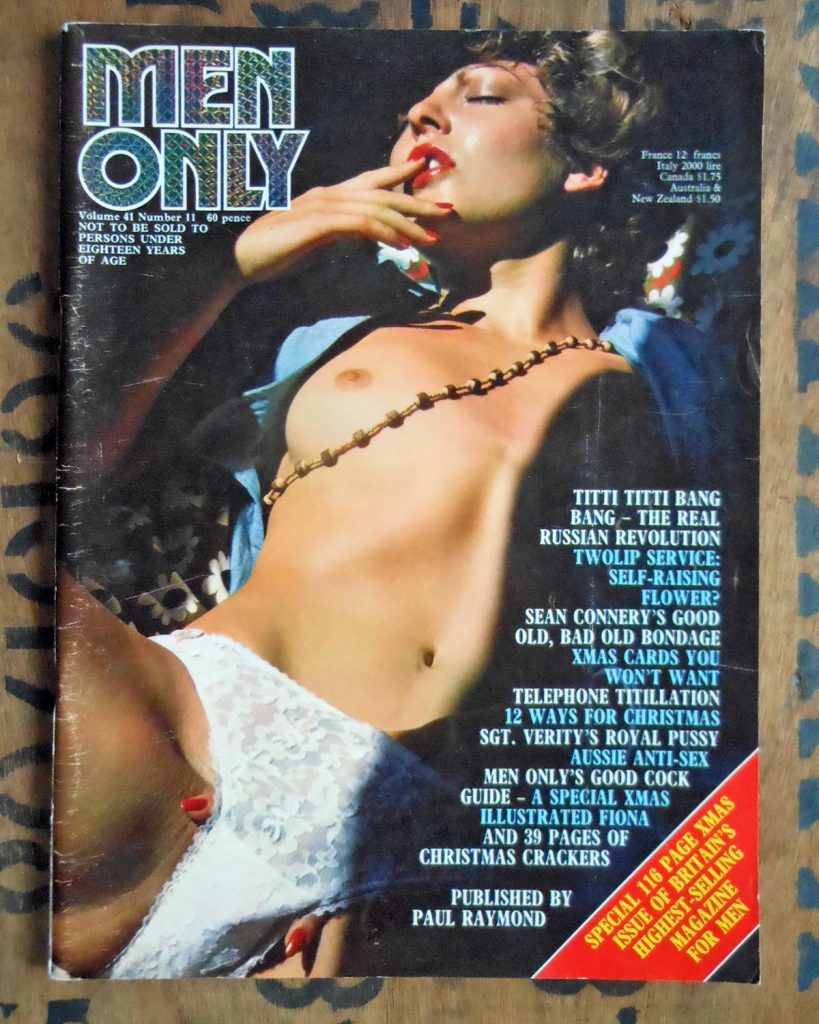 MEN
ONLY
Volume 41 Number 11 60 pence
NOT TO BE SOLD TO
PERSONS UNDER
EIGHTEEN YEARS
OF AGE
France 12 francs
Italy 2000 lire
Canada $1.75
Australia &
New Zealand $1.50
TITTI TITTI BANG
BANG – THE REAL
RUSSIAN REVOLUTION
TWOLIP SERVICE:
SELF-RAISING
FLOWER?
SEAN CONNERY'S GOOD
OLD, BAD OLD BONDAGE
XMAS CARDS YOU
WON'T WANT
TELEPHONE TITILLATION
12 WAYS FOR CHRISTMAS
SGT. VERITY'S ROYAL PUSSY
AUSSIE ANTI-SEX
MEN ONLY'S GOOD COCK
GUIDE – A SPECIAL XMAS
ILLUSTRATED FIONA
AND 39 PAGES OF
CHRISTMAS CRACKERS
PUBLISHED BY
PAUL RAYMOND
SPECIAL 116 PAGE XMAS
ISSUE OF BRITAIN'S
HIGHEST-SELLING
MAGAZINE
FOR MEN